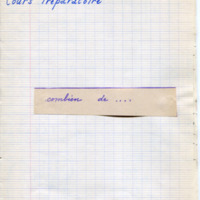 Cours Préparatoire
combien de ....